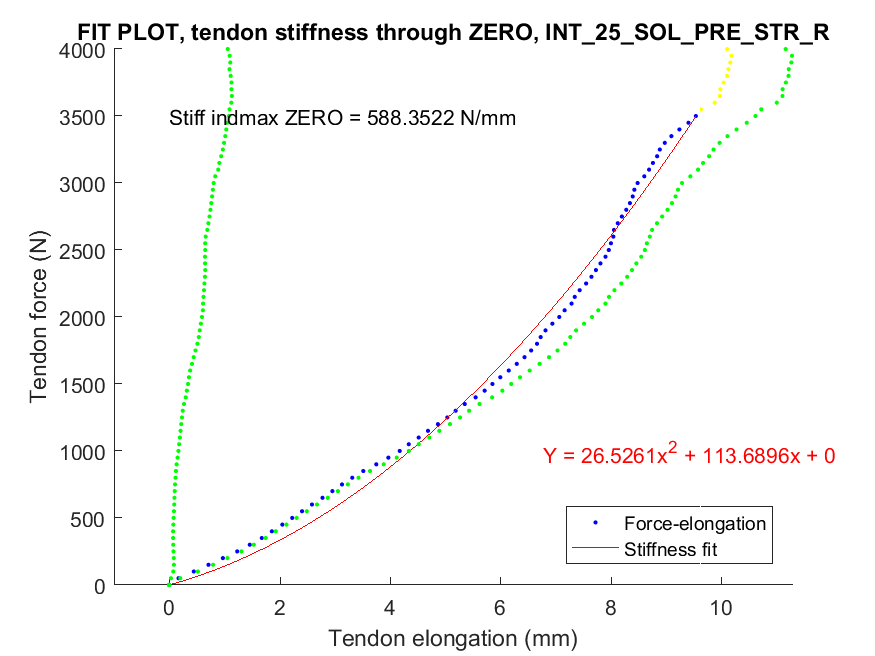 FIT PLOT, tendon stiffness through ZERO, INT_25_SOL_PRE_STR_R
4000
Stiff indmax ZERO = 588.3522 N/mm
3500
3000
2500
2000
1500
1000
500
0
Tendon force (N)
Y = 26.5261x² + 113.6896x + 0
Force-elongation
Stiffness fit
0
2
4
6
8
10
Tendon elongation (mm)